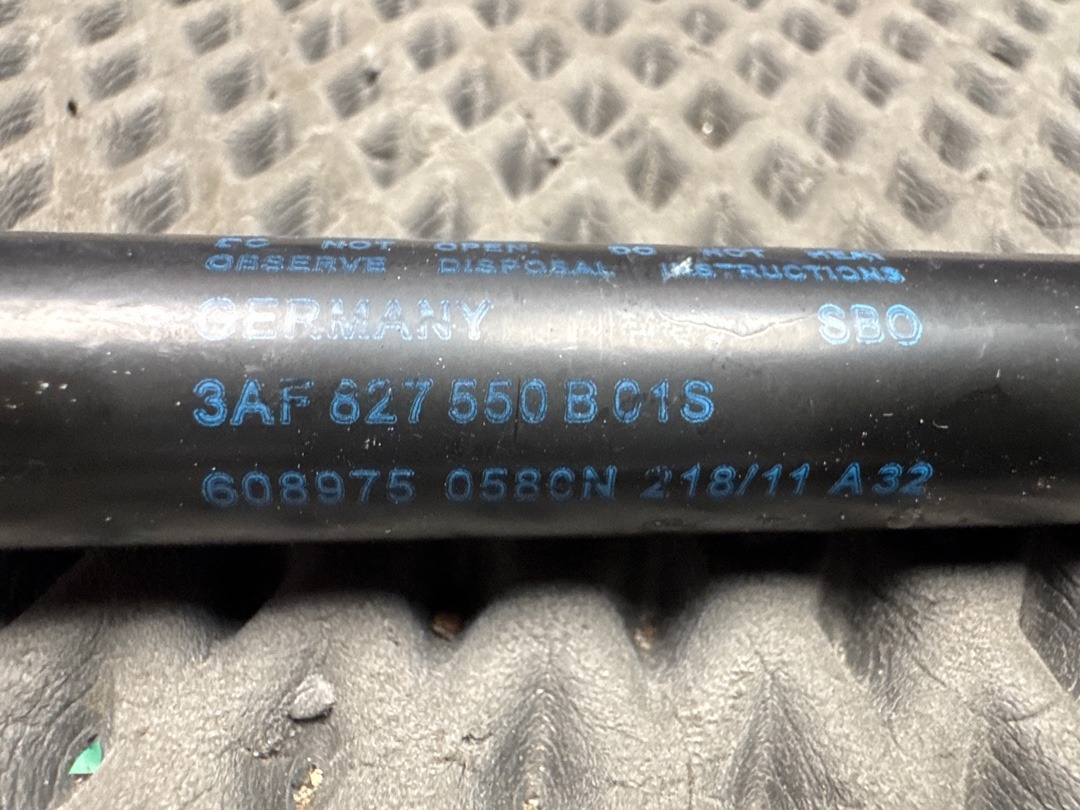 DO NOT OPEN. DO NOT HEAT
OBSERVE DISPOSAL INSTRUCTIONS
GERMANY SBO
3AF 827 550 B 01S
608975 0580N 218/11 A32